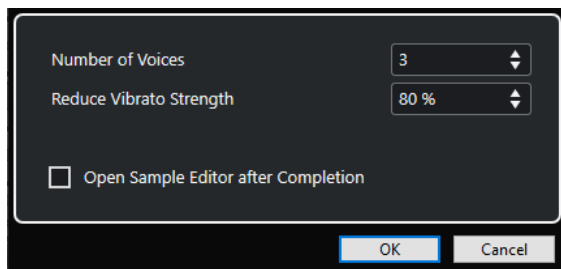 Number of Voices 3
Reduce Vibrato Strength 80 %
Open Sample Editor after Completion
OK Cancel